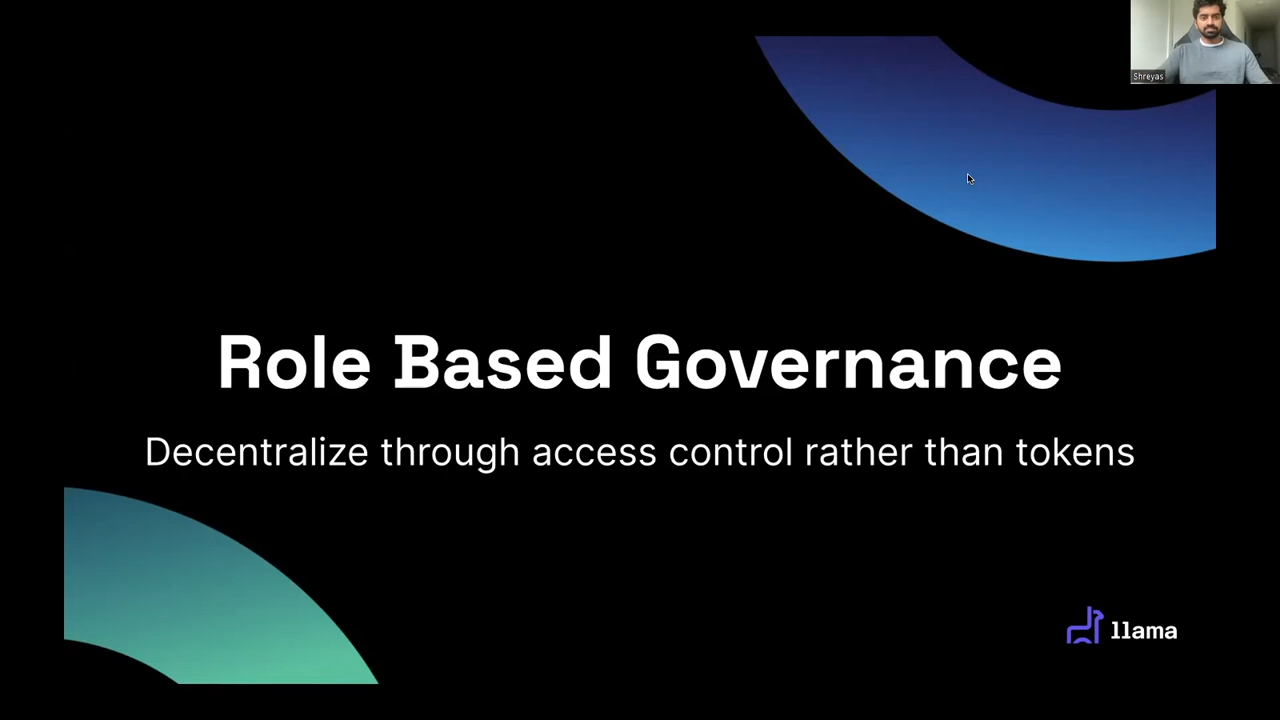 Shreyas
Role Based Governance
Decentralize through access control rather than tokens
llama